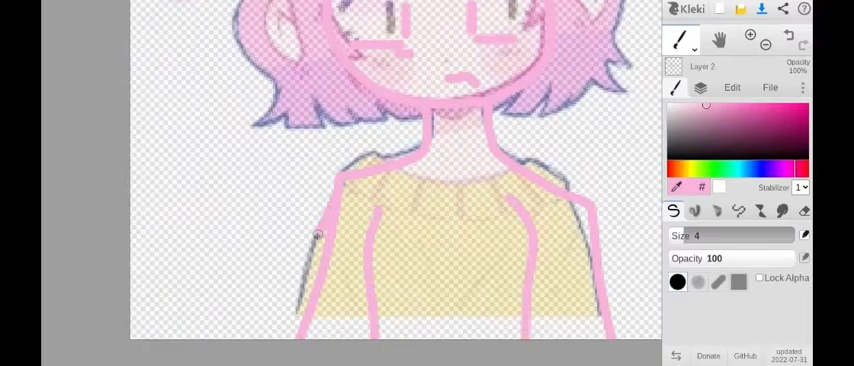 Kleki
Layer 2
Opacity
100%
Edit
File
#
Stabilizer 1
Size 4
Opacity 100
Lock Alpha
Donate
GitHub
updated
2022-07-31